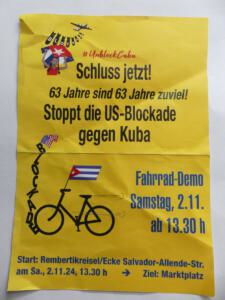 #UnblockCuba
Schluss jetzt!
63 Jahre sind 63 Jahre zuviel!
Stoppt die US-Blockade
gegen Kuba
Fahrrad-Demo
Samstag, 2.11.
ab 13.30 h
Start: Rembertikreisel/Ecke Salvador-Allende-Str.
am Sa., 2.11.24, 13.30 h → Ziel: Marktplatz